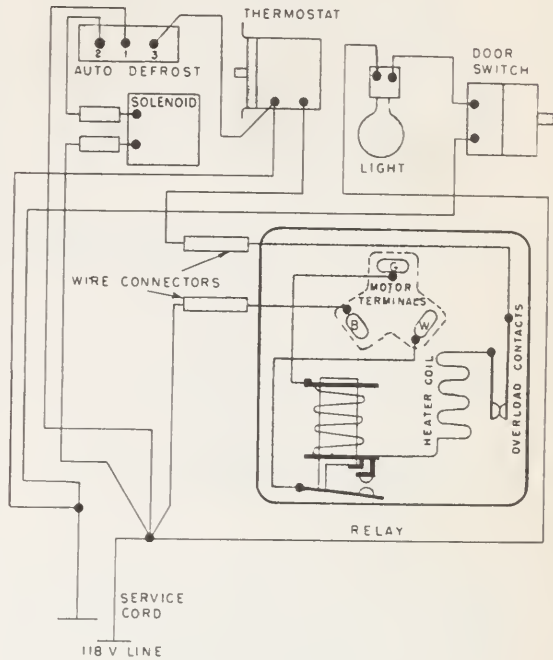 THERMOSTAT
DOOR
SWITCH
2 1 3
AUTO DEFROST
SOLENOID
LIGHT
WIRE CONNECTORS
G
MOTOR
TERMINALS
B W
HEATER COIL
OVERLOAD CONTACTS
RELAY
SERVICE
CORD
118 V LINE